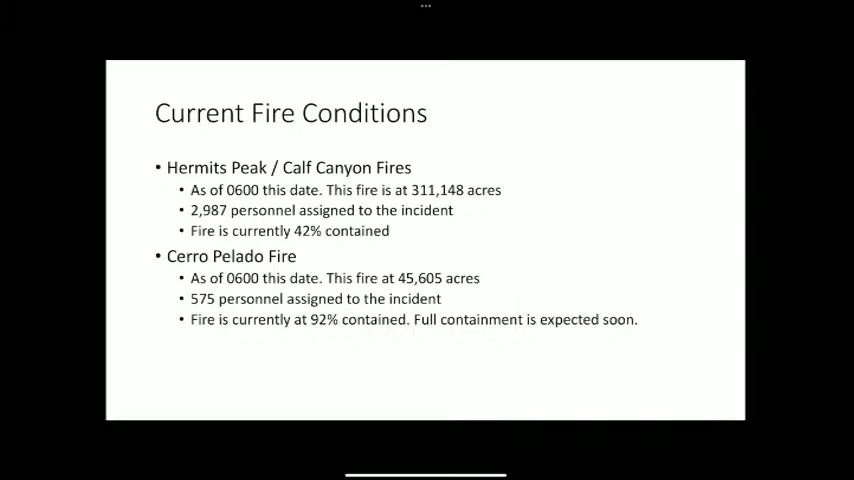 Current Fire Conditions
• Hermits Peak / Calf Canyon Fires
• As of 0600 this date. This fire is at 311,148 acres
• 2,987 personnel assigned to the incident
• Fire is currently 42% contained
• Cerro Pelado Fire
• As of 0600 this date. This fire at 45,605 acres
• 575 personnel assigned to the incident
• Fire is currently at 92% contained. Full containment is expected soon.